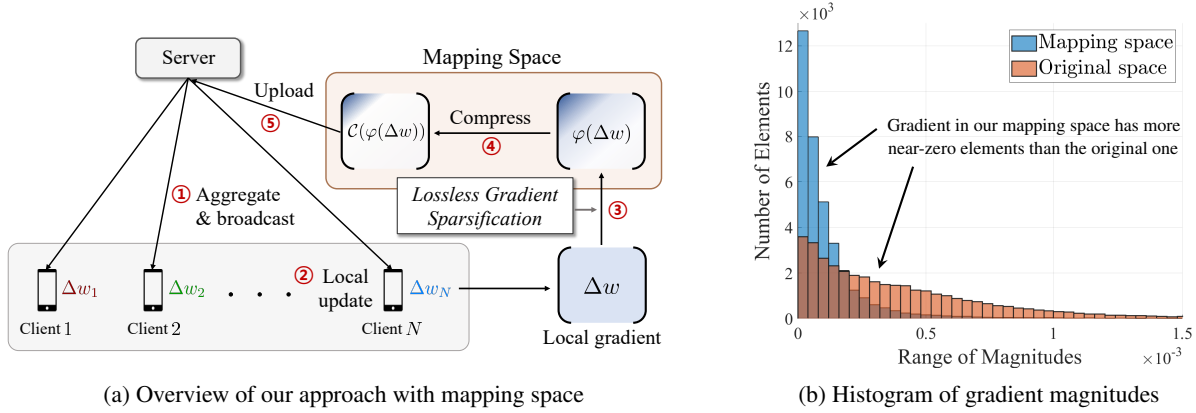 Server
Mapping Space
Upload
⑤
𝒞(φ(Δw))
Compress
④
φ(Δw)
① Aggregate
& broadcast
Lossless Gradient
Sparsification
③
② Local
update
Δw₁
Δw₂
· · ·
Δw_N
Client 1
Client 2
Client N
Δw
Local gradient
(a) Overview of our approach with mapping space
×10³
12
10
8
6
4
2
0
Number of Elements
Mapping space
Original space
Gradient in our mapping space has more
near-zero elements than the original one
0
0.5
1
1.5
Range of Magnitudes
×10⁻³
(b) Histogram of gradient magnitudes